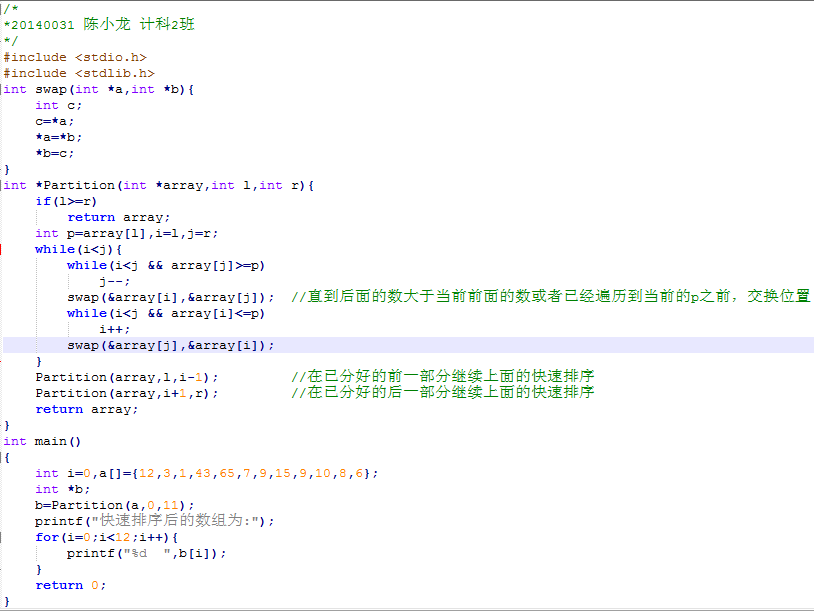 /*
*20140031 陈小龙 计科2班
*/
#include <stdio.h>
#include <stdlib.h>
int swap(int *a,int *b){
    int c;
    c=*a;
    *a=*b;
    *b=c;
}
int *Partition(int *array,int l,int r){
    if(l>=r)
        return array;
    int p=array[l],i=l,j=r;
    while(i<j){
        while(i<j && array[j]>=p)
            j--;
        swap(&array[i],&array[j]);  //直到后面的数大于当前前面的数或者已经遍历到当前的p之前，交换位置
        while(i<j && array[i]<=p)
            i++;
        swap(&array[j],&array[i]);
    }
    Partition(array,l,i-1);         //在已分好的前一部分继续上面的快速排序
    Partition(array,i+1,r);         //在已分好的后一部分继续上面的快速排序
    return array;
}
int main()
{
    int i=0,a[]={12,3,1,43,65,7,9,15,9,10,8,6};
    int *b;
    b=Partition(a,0,11);
    printf("快速排序后的数组为:");
    for(i=0;i<12;i++){
        printf("%d  ",b[i]);
    }
    return 0;
}